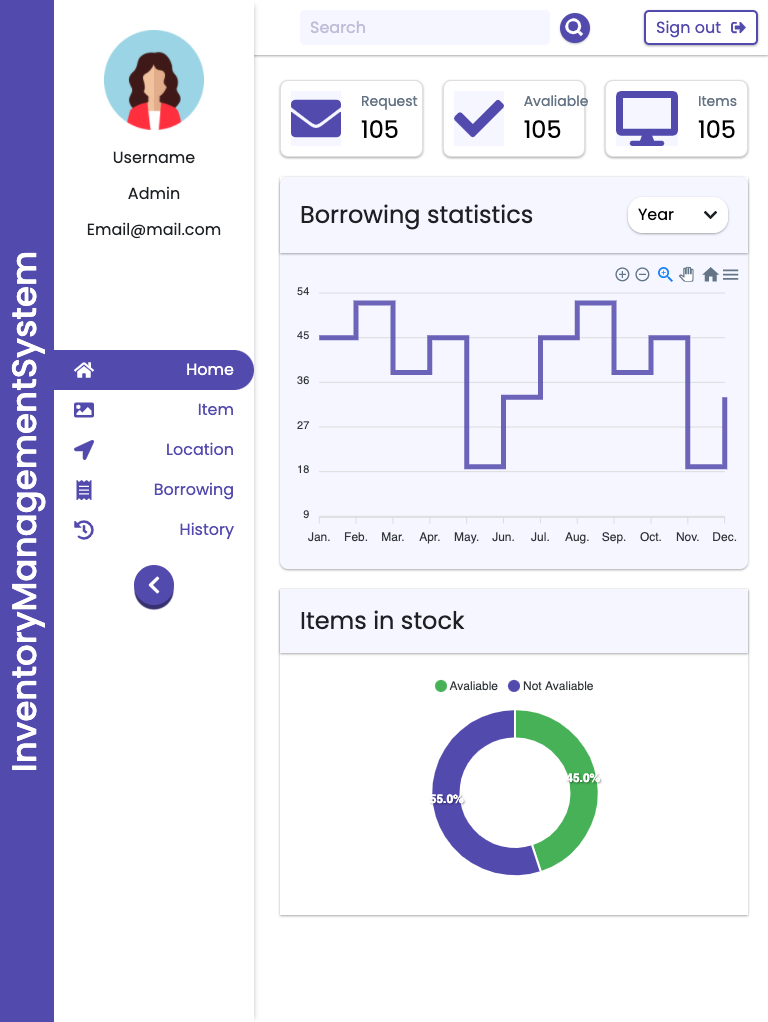 InventoryManagementSystem
Username
Admin
Email@mail.com
Home
Item
Location
Borrowing
History
Search
Sign out
Request
105
Avaliable
105
Items
105
Borrowing statistics
Year
54
45
36
27
18
9
Jan. Feb. Mar. Apr. May. Jun. Jul. Aug. Sep. Oct. Nov. Dec.
Items in stock
Avaliable Not Avaliable
45.0%
55.0%